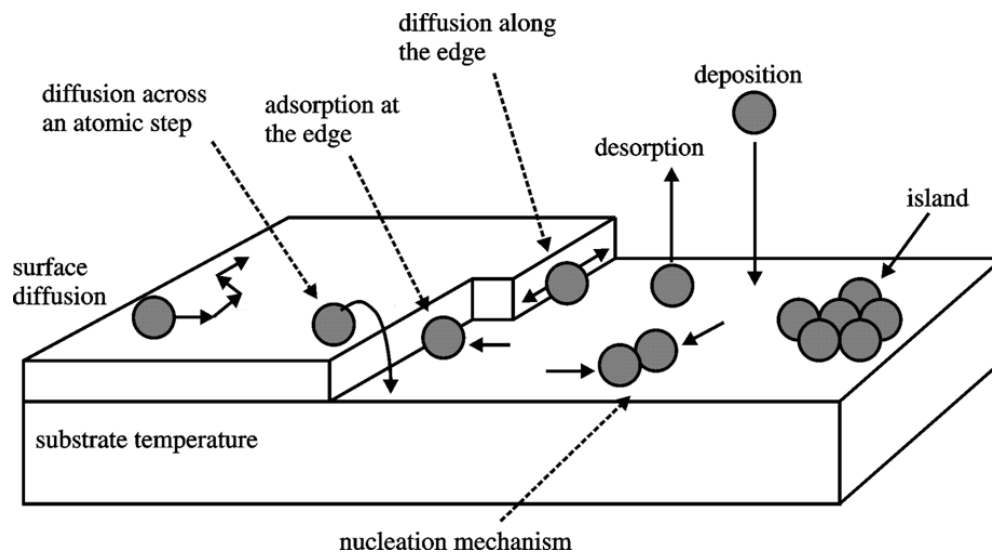 diffusion along
the edge
deposition
diffusion across
an atomic step
adsorption at
the edge
desorption
island
surface
diffusion
substrate temperature
nucleation mechanism